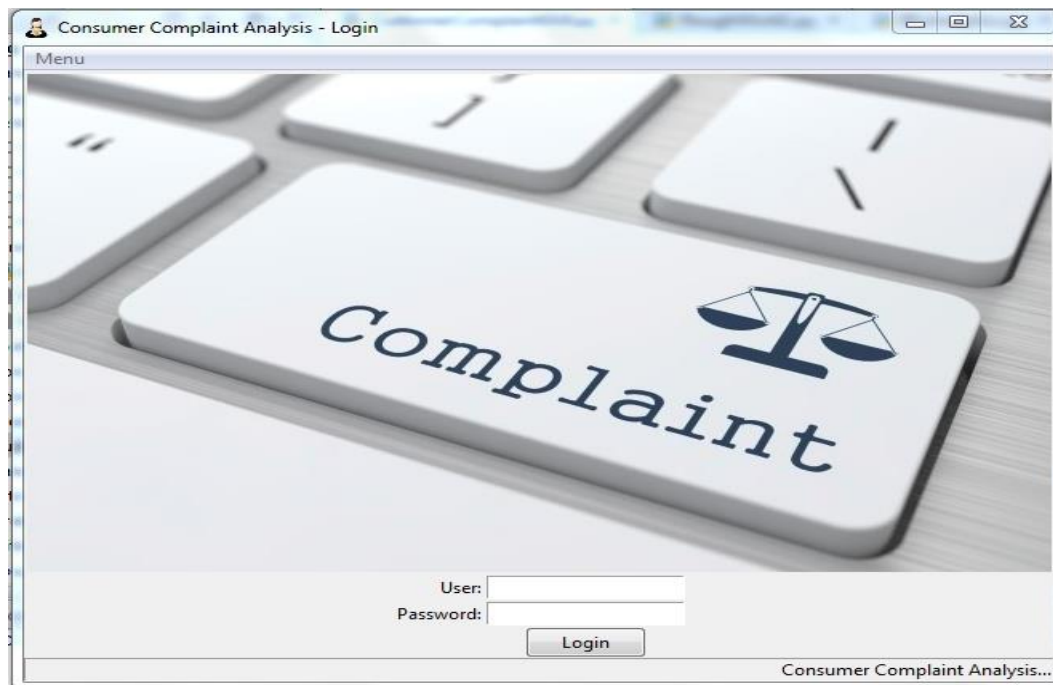 Consumer Complaint Analysis - Login
Menu
"
]
/
\
Complaint
User:
Password:
Login
Consumer Complaint Analysis...